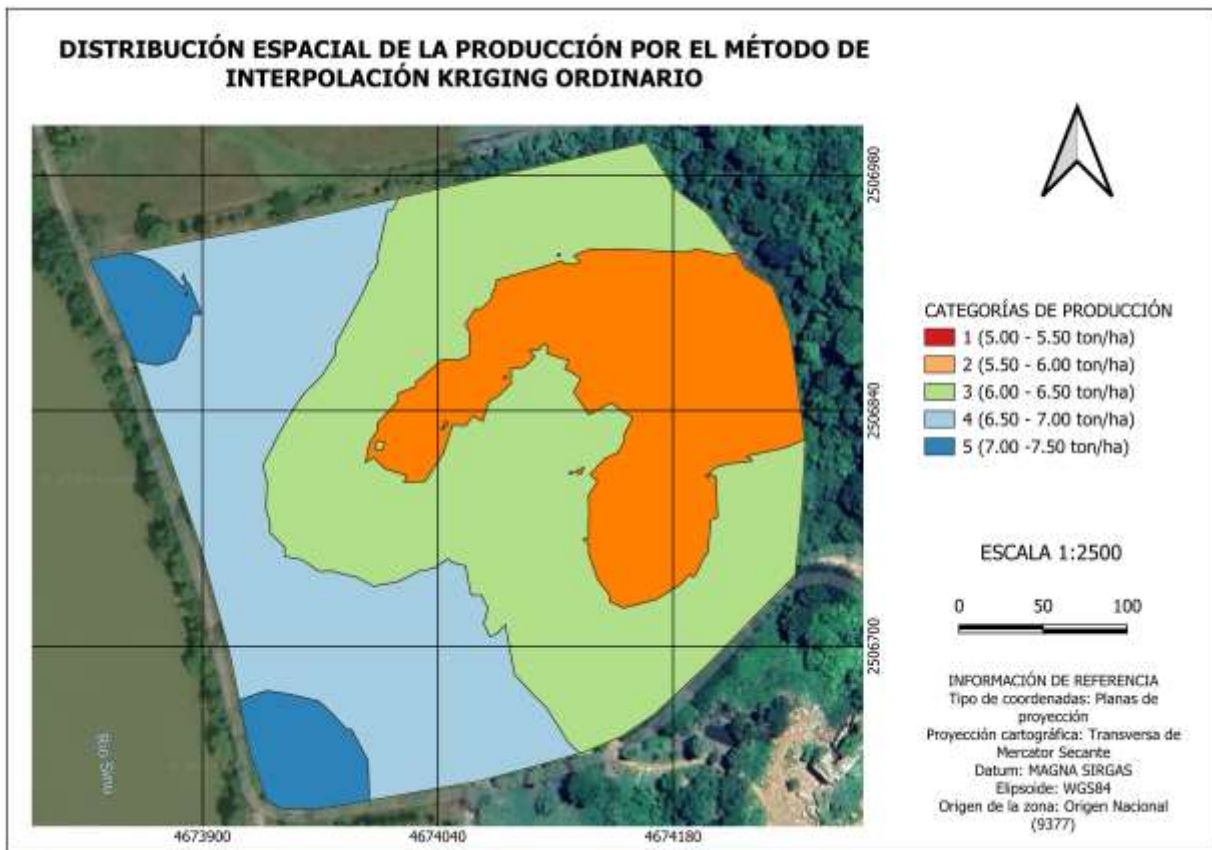 DISTRIBUCIÓN ESPACIAL DE LA PRODUCCIÓN POR EL MÉTODO DE
INTERPOLACIÓN KRIGING ORDINARIO
2506980
2506840
2506700
4673900
4674040
4674180
Río Sinú
CATEGORÍAS DE PRODUCCIÓN
1 (5.00 - 5.50 ton/ha)
2 (5.50 - 6.00 ton/ha)
3 (6.00 - 6.50 ton/ha)
4 (6.50 - 7.00 ton/ha)
5 (7.00 -7.50 ton/ha)
ESCALA 1:2500
0 50 100
INFORMACIÓN DE REFERENCIA
Tipo de coordenadas: Planas de
proyección
Proyección cartográfica: Transversa de
Mercator Secante
Datum: MAGNA SIRGAS
Elipsoide: WGS84
Origen de la zona: Origen Nacional
(9377)